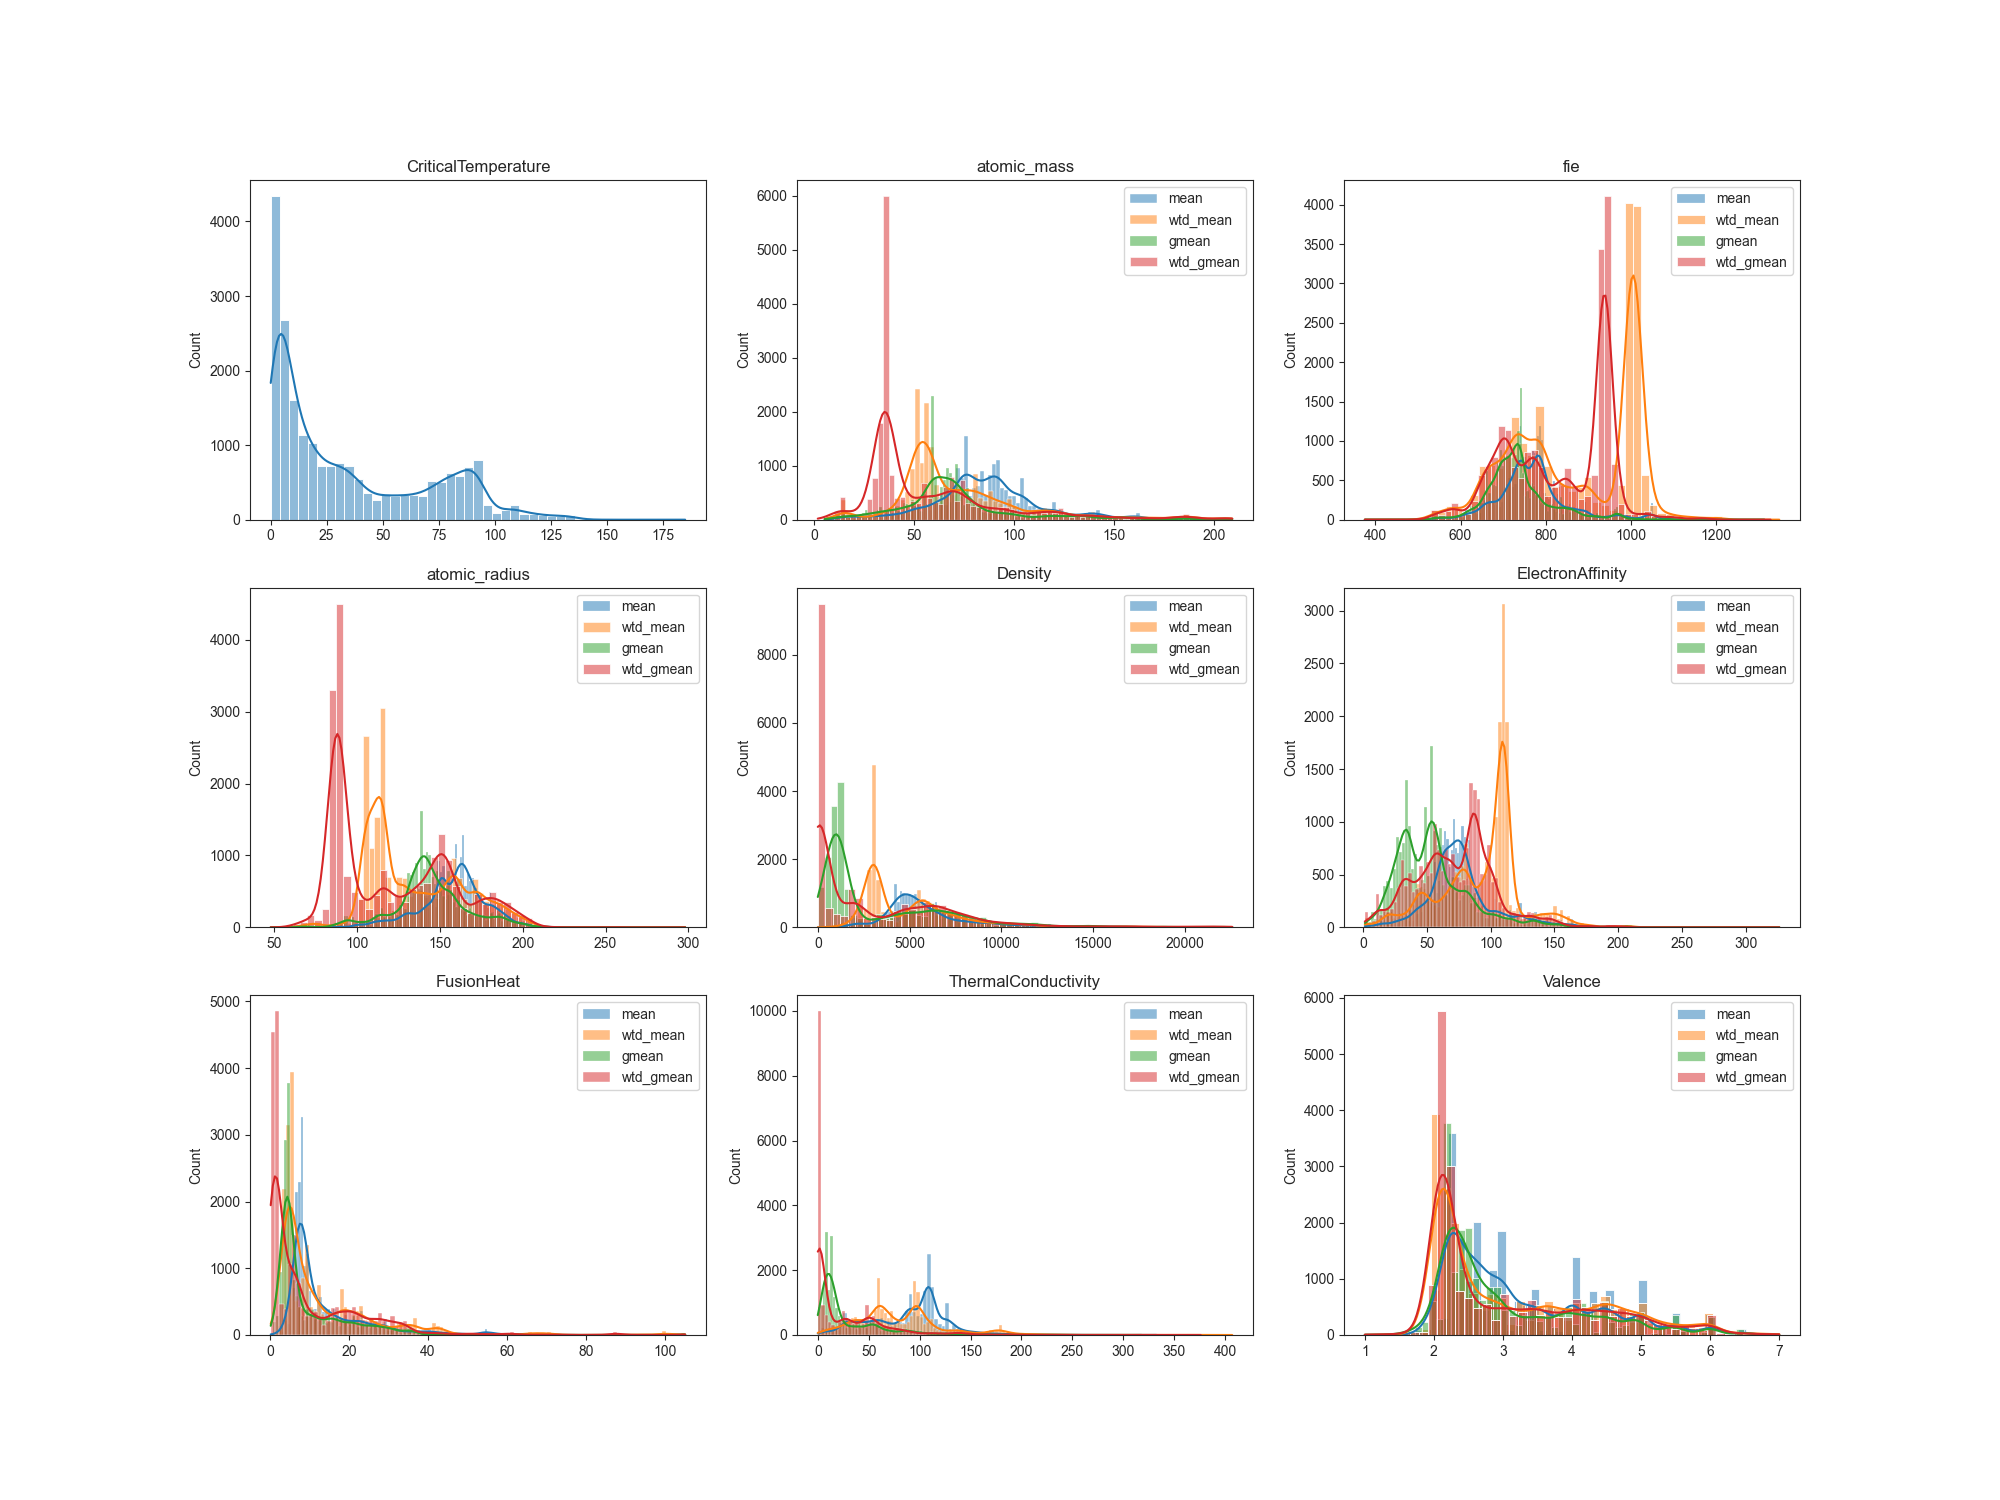 CriticalTemperature
Count
4000
3000
2000
1000
0
0 25 50 75 100 125 150 175
atomic_mass
Count
6000
5000
4000
3000
2000
1000
0
0 50 100 150 200
mean
wtd_mean
gmean
wtd_gmean
fie
Count
4000
3500
3000
2500
2000
1500
1000
500
0
400 600 800 1000 1200
mean
wtd_mean
gmean
wtd_gmean
atomic_radius
Count
4000
3000
2000
1000
0
50 100 150 200 250 300
mean
wtd_mean
gmean
wtd_gmean
Density
Count
8000
6000
4000
2000
0
0 5000 10000 15000 20000
mean
wtd_mean
gmean
wtd_gmean
ElectronAffinity
Count
3000
2500
2000
1500
1000
500
0
0 50 100 150 200 250 300
mean
wtd_mean
gmean
wtd_gmean
FusionHeat
Count
5000
4000
3000
2000
1000
0
0 20 40 60 80 100
mean
wtd_mean
gmean
wtd_gmean
ThermalConductivity
Count
10000
8000
6000
4000
2000
0
0 50 100 150 200 250 300 350 400
mean
wtd_mean
gmean
wtd_gmean
Valence
Count
6000
5000
4000
3000
2000
1000
0
1 2 3 4 5 6 7
mean
wtd_mean
gmean
wtd_gmean